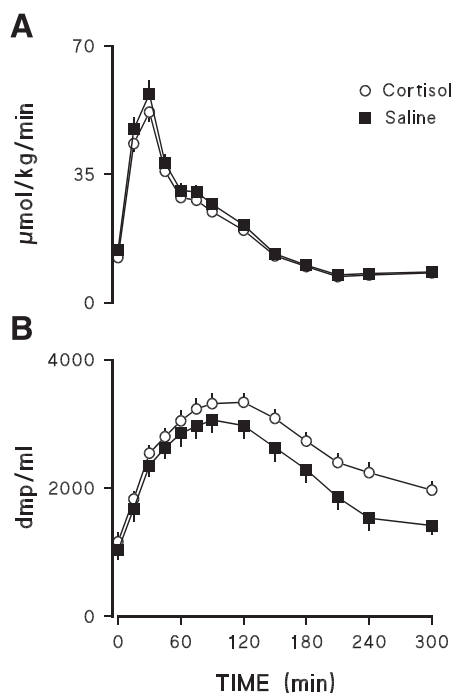 A
70
35
0
µmol/kg/min
Cortisol
Saline
B
4000
2000
0
dmp/ml
0 60 120 180 240 300
TIME (min)